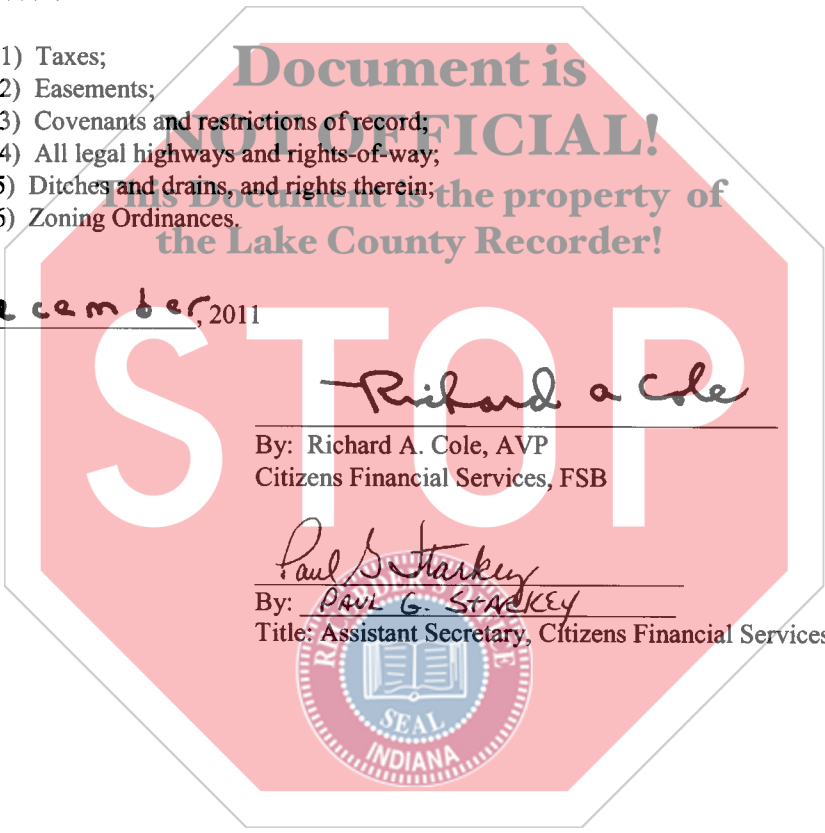 1) Taxes;
2) Easements;
3) Covenants and restrictions of record;
4) All legal highways and rights-of-way;
5) Ditches and drains, and rights therein;
6) Zoning Ordinances.
Document is
NOT OFFICIAL!
This Document is the property of
the Lake County Recorder!
ecember, 2011
STOP
Richard a Cole
By: Richard A. Cole, AVP
Citizens Financial Services, FSB
Paul G Starkey
By: PAUL G. STARKEY
Title: Assistant Secretary, Citizens Financial Services
RECORDER'S OFFICE
SEAL
INDIANA